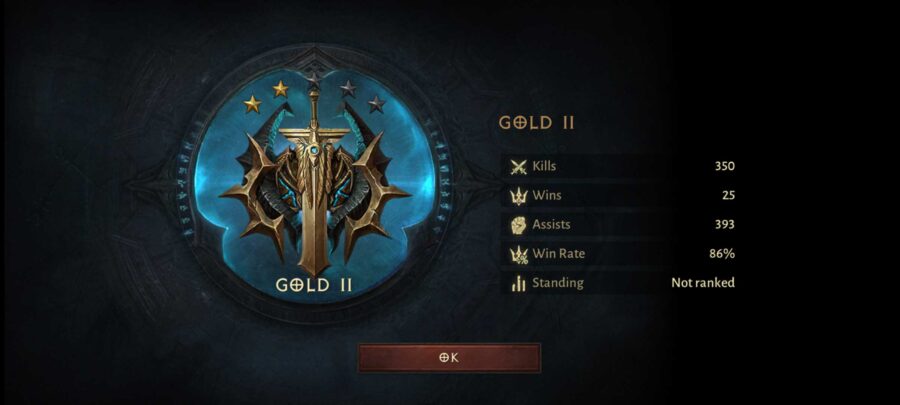 GOLD II
GOLD II
Kills 350
Wins 25
Assists 393
Win Rate 86%
Standing Not ranked
OK